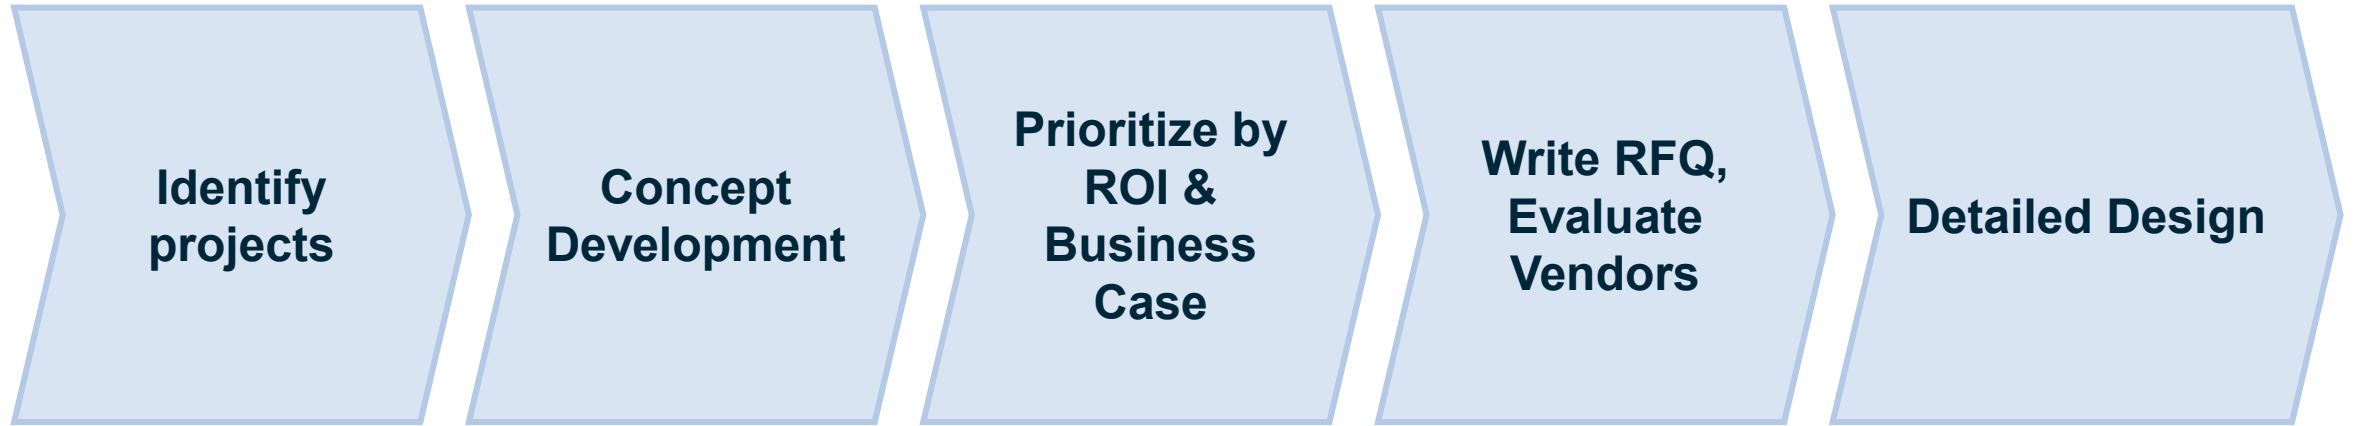 Identify
projects
Concept
Development
Prioritize by
ROI &
Business
Case
Write RFQ,
Evaluate
Vendors
Detailed Design